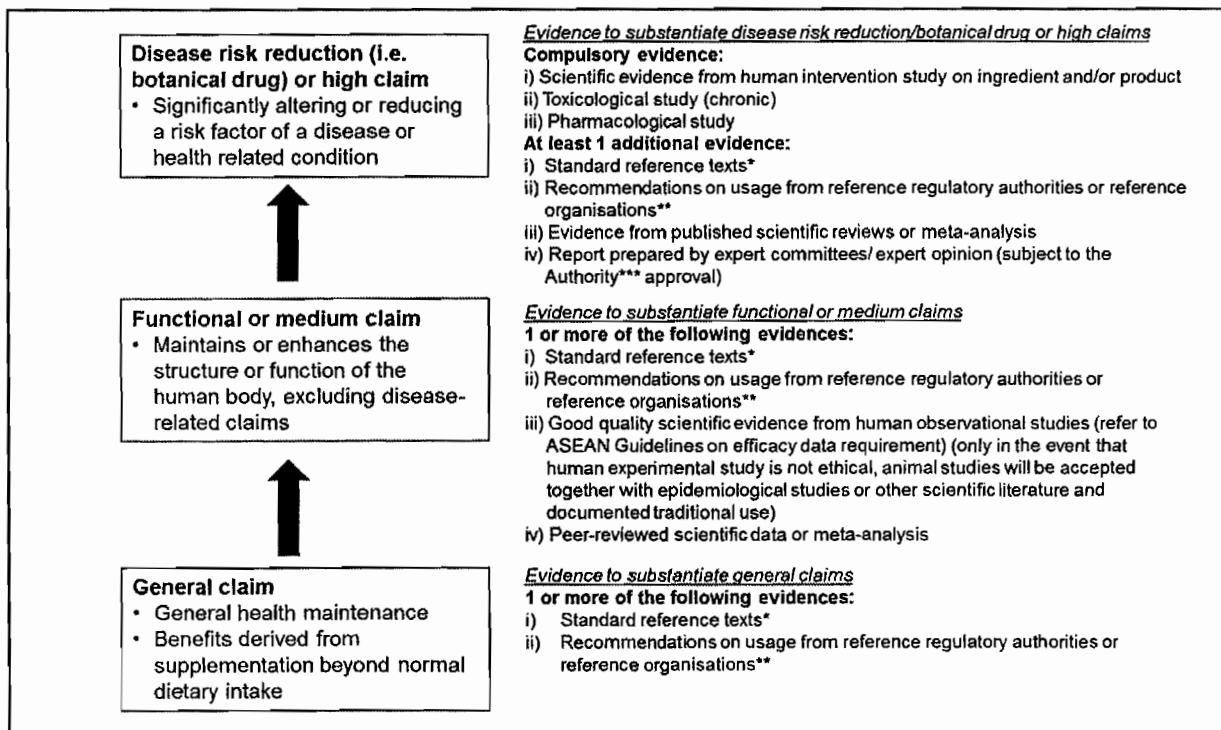 Disease risk reduction (i.e.
botanical drug) or high claim
• Significantly altering or reducing
a risk factor of a disease or
health related condition
Evidence to substantiate disease risk reduction/botanical drug or high claims
Compulsory evidence:
i) Scientific evidence from human intervention study on ingredient and/or product
ii) Toxicological study (chronic)
iii) Pharmacological study
At least 1 additional evidence:
i) Standard reference texts*
ii) Recommendations on usage from reference regulatory authorities or reference
organisations**
iii) Evidence from published scientific reviews or meta-analysis
iv) Report prepared by expert committees/ expert opinion (subject to the
Authority*** approval)
Functional or medium claim
• Maintains or enhances the
structure or function of the
human body, excluding disease-
related claims
Evidence to substantiate functional or medium claims
1 or more of the following evidences:
i) Standard reference texts*
ii) Recommendations on usage from reference regulatory authorities or
reference organisations**
iii) Good quality scientific evidence from human observational studies (refer to
ASEAN Guidelines on efficacy data requirement) (only in the event that
human experimental study is not ethical, animal studies will be accepted
together with epidemiological studies or other scientific literature and
documented traditional use)
iv) Peer-reviewed scientific data or meta-analysis
General claim
• General health maintenance
• Benefits derived from
supplementation beyond normal
dietary intake
Evidence to substantiate general claims
1 or more of the following evidences:
i) Standard reference texts*
ii) Recommendations on usage from reference regulatory authorities or
reference organisations**